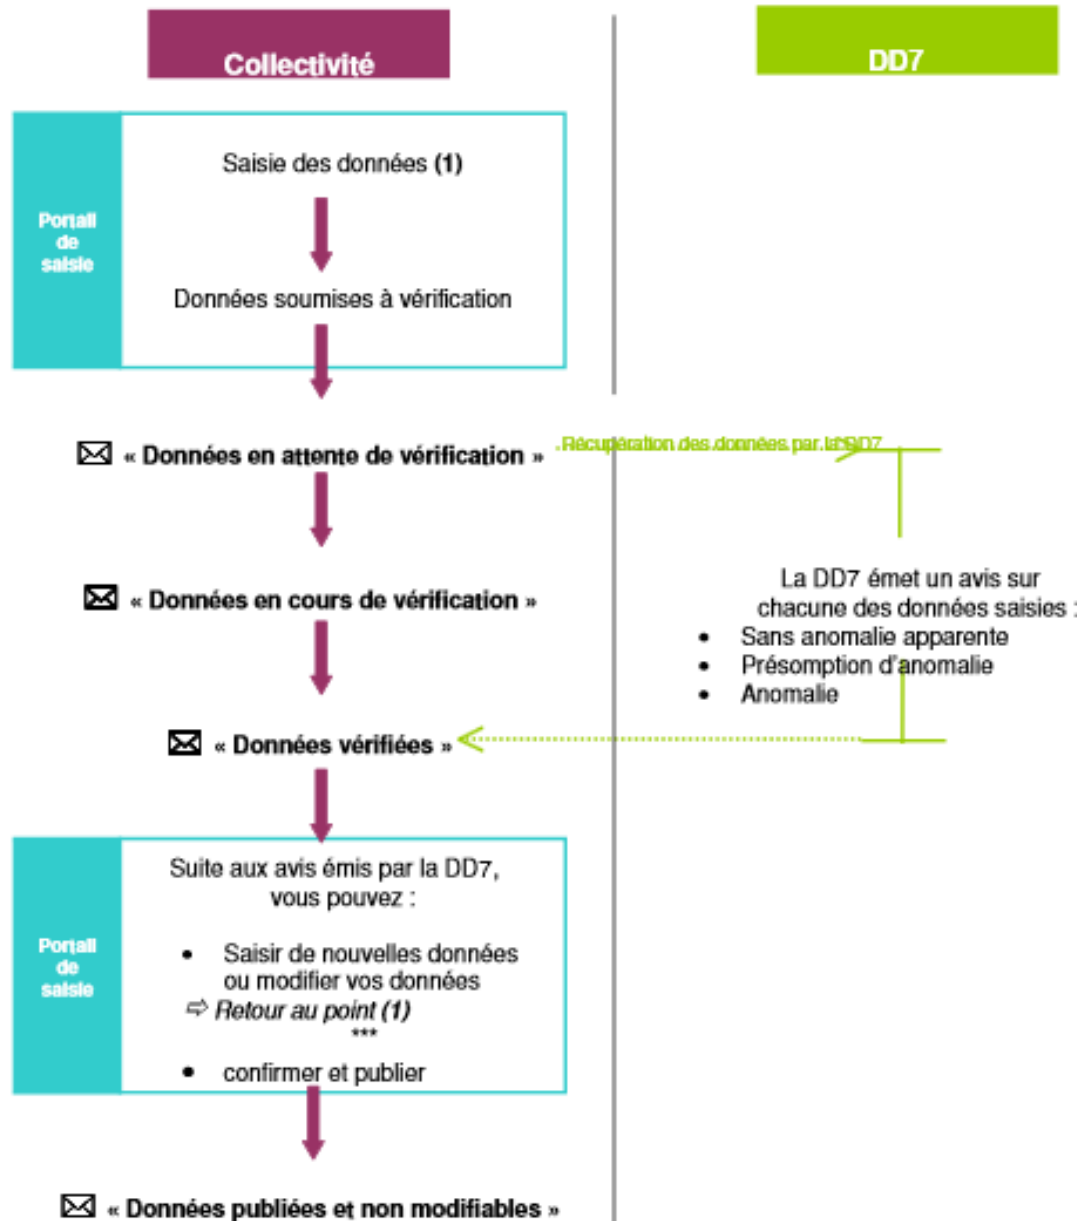 Collectivité
DD7
Portail
de
saisie
Saisie des données (1)
Données soumises à vérification
« Données en attente de vérification »
Récupération des données par la DD7
« Données en cours de vérification »
La DD7 émet un avis sur
chacune des données saisies :
• Sans anomalie apparente
• Présomption d'anomalie
• Anomalie
« Données vérifiées »
Portail
de
saisie
Suite aux avis émis par la DD7,
vous pouvez :
• Saisir de nouvelles données
ou modifier vos données
⇨ Retour au point (1)
***
• confirmer et publier
« Données publiées et non modifiables »